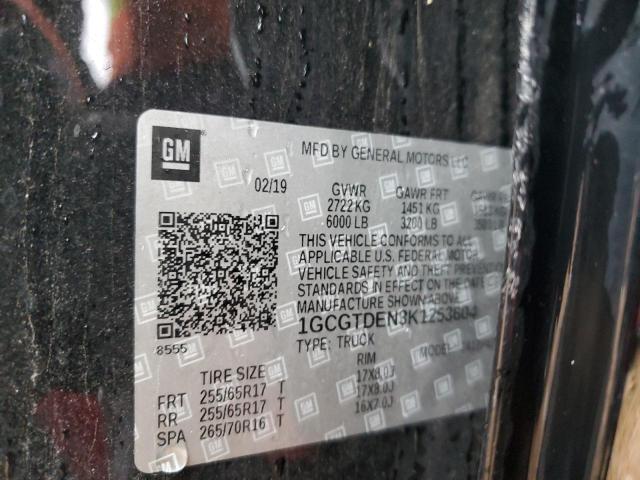 GM
MFD BY GENERAL MOTORS LLC
02/19
GVWR GAWR FRT
2722 KG 1451 KG
6000 LB 3200 LB
THIS VEHICLE CONFORMS TO ALL
APPLICABLE U.S. FEDERAL MOTOR
VEHICLE SAFETY AND THEFT PREVENTION
STANDARDS IN EFFECT ON THE DATE OF
MANUFACTURE SHOWN ABOVE.
8555
TYPE: TRUCK MODEL:
TIRE SIZE RIM
FRT 255/65R17 T 17X8.0J
RR 255/65R17 T 17X8.0J
SPA 265/70R16 T 16X7.0J